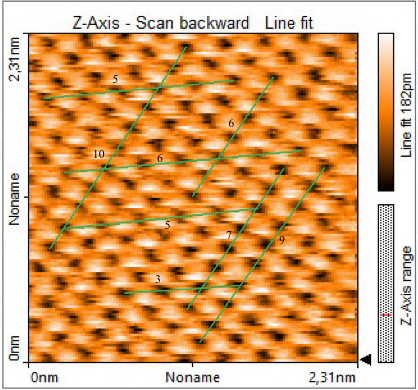 Z-Axis - Scan backward Line fit
2,31nm
Noname
0nm
5
10
6
6
5
7
9
3
0nm
Noname
2,31nm
Line fit 182pm
Z-Axis range